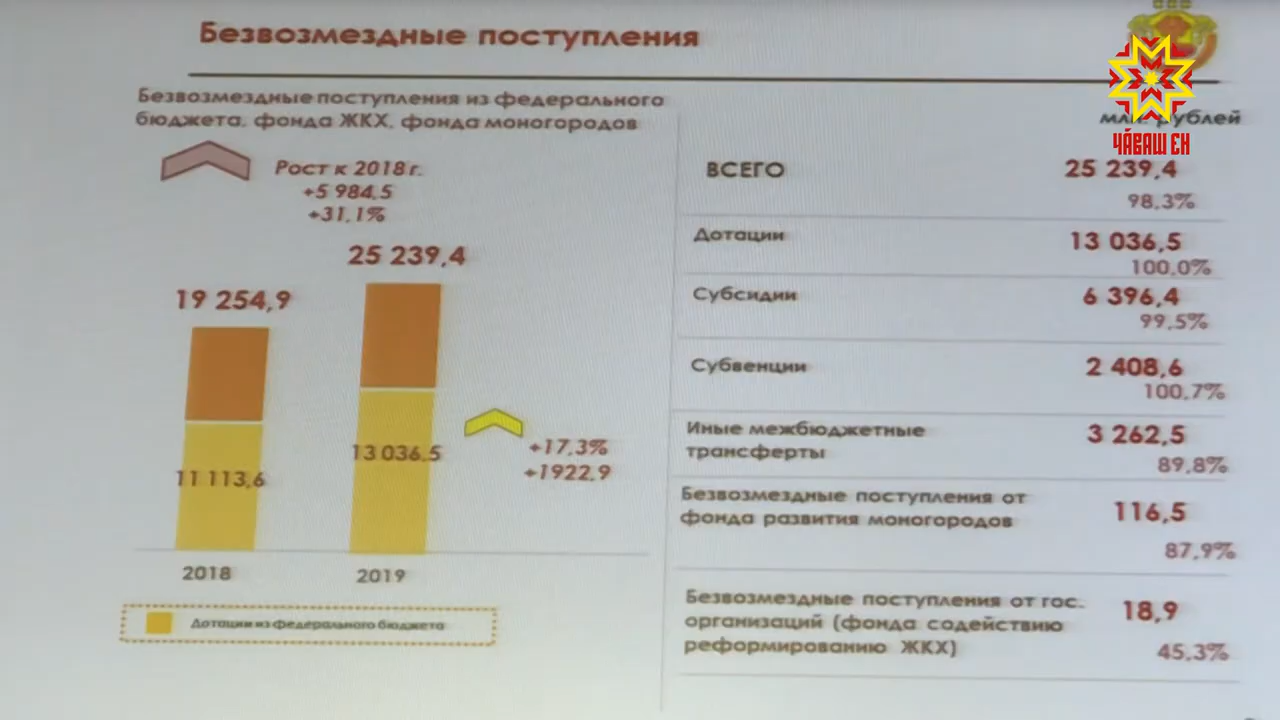 Безвозмездные поступления
Безвозмездные поступления из федерального
бюджета, фонда ЖКХ, фонда моногородов
Рост к 2018 г.
+5 984,5
+31,1%
25 239,4
19 254,9
11 113,6
13 036,5
+17,3%
+1922,9
2018
2019
Дотации из федерального бюджета
млн. рублей
ЧӐВАШ ЕН
ВСЕГО
25 239,4
98,3%
Дотации
13 036,5
100,0%
Субсидии
6 396,4
99,5%
Субвенции
2 408,6
100,7%
Иные межбюджетные
трансферты
3 262,5
89,8%
Безвозмездные поступления от
фонда развития моногородов
116,5
87,9%
Безвозмездные поступления от гос.
организаций (фонда содействию
реформированию ЖКХ)
18,9
45,3%